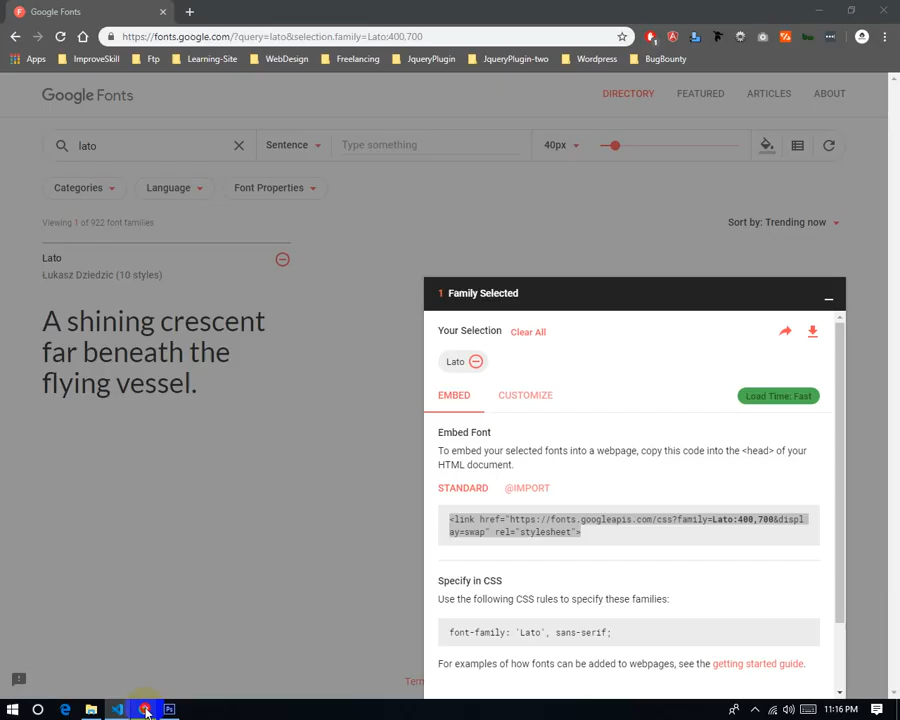 Google Fonts
https://fonts.google.com/?query=lato&selection.family=Lato:400,700
Apps ImproveSkill Ftp Learning-Site WebDesign Freelancing JqueryPlugin JqueryPlugin-two Wordpress BugBounty
Google Fonts DIRECTORY FEATURED ARTICLES ABOUT
lato Sentence Type something 40px
Categories Language Font Properties
Viewing 1 of 922 font families Sort by: Trending now
Lato
Łukasz Dziedzic (10 styles)
A shining crescent
far beneath the
flying vessel.
1 Family Selected
Your Selection Clear All
Lato
EMBED CUSTOMIZE Load Time: Fast
Embed Font
To embed your selected fonts into a webpage, copy this code into the <head> of your
HTML document.
STANDARD @IMPORT
<link href="https://fonts.googleapis.com/css?family=Lato:400,700&displ
ay=swap" rel="stylesheet">
Specify in CSS
Use the following CSS rules to specify these families:
font-family: 'Lato', sans-serif;
For examples of how fonts can be added to webpages, see the getting started guide.
Term
Ps 11:16 PM